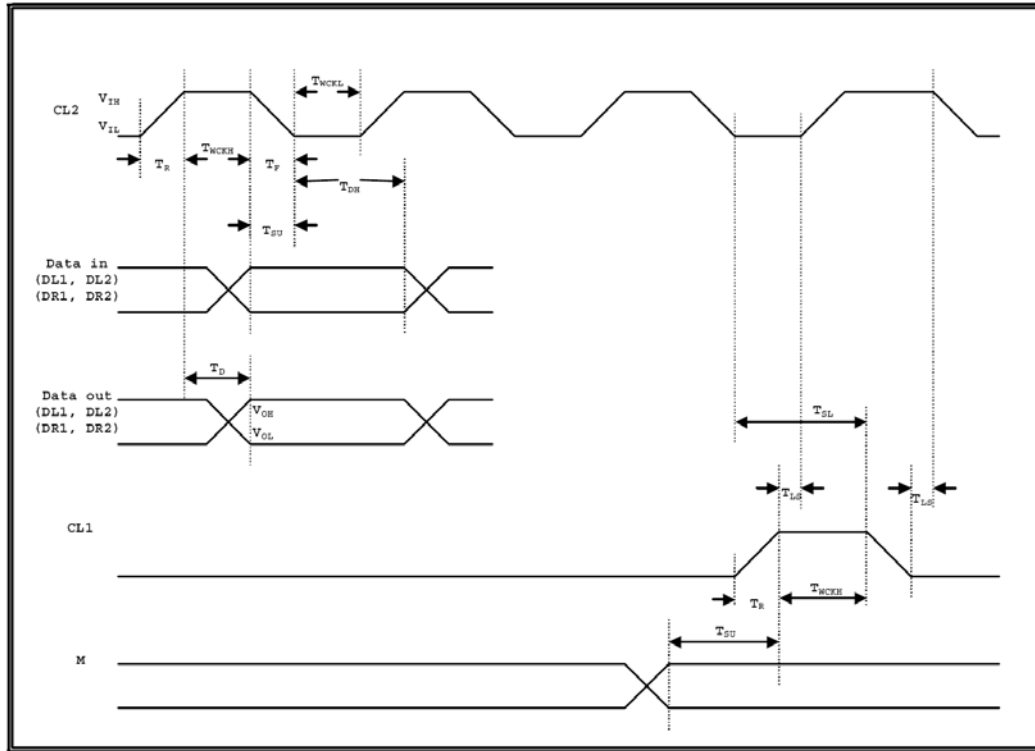 T_WCKL
V_IH
CL2
V_IL
T_R
T_WCKH
T_F
T_DH
T_SU
Data in
(DL1, DL2)
(DR1, DR2)
T_D
Data out
(DL1, DL2)
(DR1, DR2)
V_OH
V_OL
T_SL
T_LS
T_LS
CL1
T_R
T_WCKH
T_SU
M